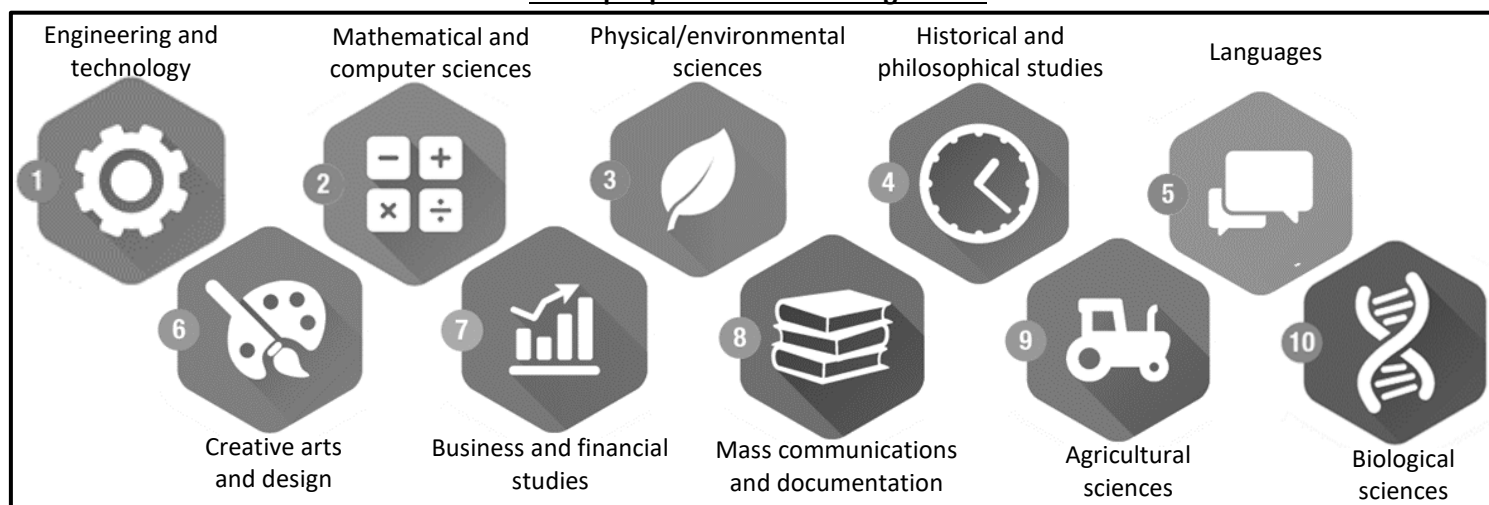 Engineering and
technology
Mathematical and
computer sciences
Physical/environmental
sciences
Historical and
philosophical studies
Languages
1
2
3
4
5
6
7
8
9
10
Creative arts
and design
Business and financial
studies
Mass communications
and documentation
Agricultural
sciences
Biological
sciences